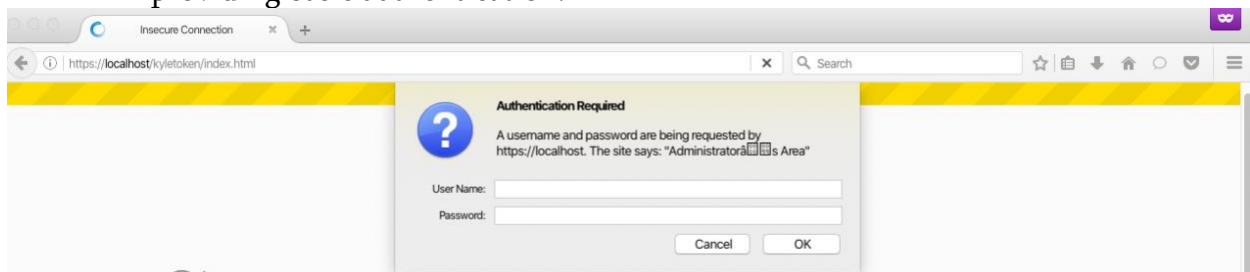 Insecure Connection
https://localhost/kyletoken/index.html
Search
Authentication Required
A username and password are being requested by
https://localhost. The site says: "Administratorâs Area"
User Name:
Password:
Cancel
OK